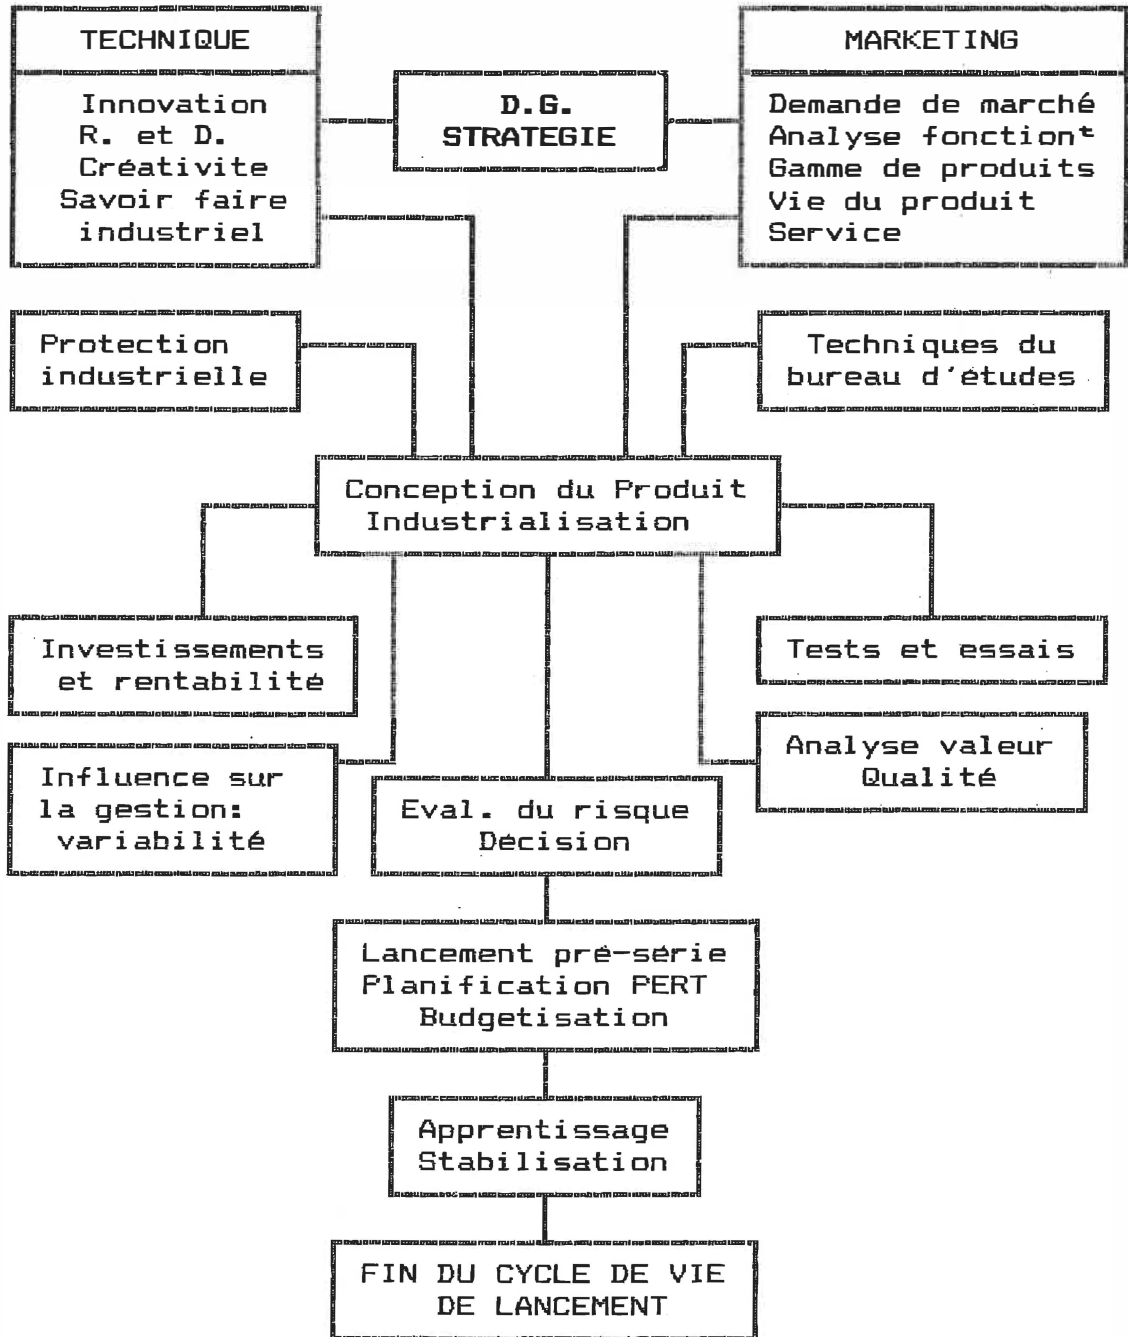 TECHNIQUE
Innovation
R. et D.
Créativite
Savoir faire
industriel
D.G.
STRATEGIE
MARKETING
Demande de marché
Analyse fonctionᵗ
Gamme de produits
Vie du produit
Service
Protection
industrielle
Techniques du
bureau d'études
Conception du Produit
Industrialisation
Investissements
et rentabilité
Tests et essais
Influence sur
la gestion:
variabilité
Eval. du risque
Décision
Analyse valeur
Qualité
Lancement pré-série
Planification PERT
Budgetisation
Apprentissage
Stabilisation
FIN DU CYCLE DE VIE
DE LANCEMENT